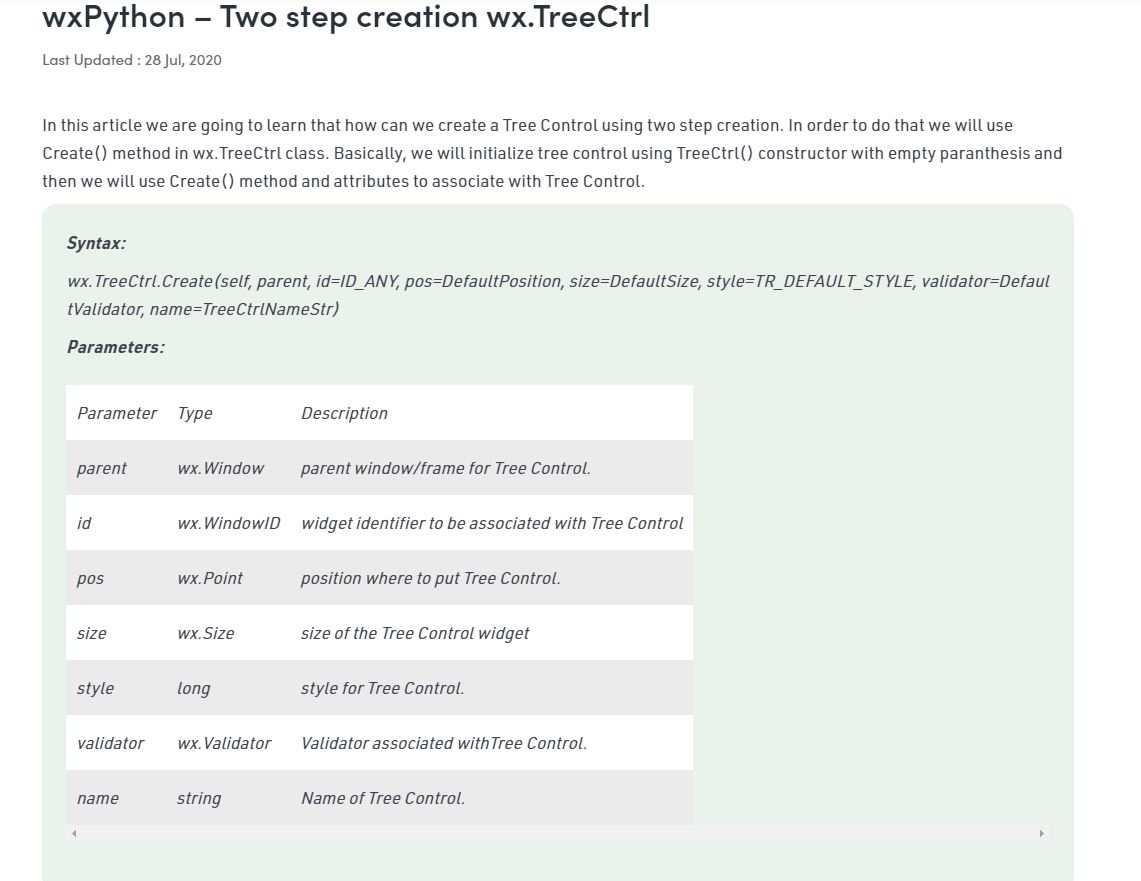 wxPython – Two step creation wx.TreeCtrl
Last Updated : 28 Jul, 2020
In this article we are going to learn that how can we create a Tree Control using two step creation. In order to do that we will use
Create() method in wx.TreeCtrl class. Basically, we will initialize tree control using TreeCtrl() constructor with empty paranthesis and
then we will use Create() method and attributes to associate with Tree Control.
Syntax:
wx.TreeCtrl.Create(self, parent, id=ID_ANY, pos=DefaultPosition, size=DefaultSize, style=TR_DEFAULT_STYLE, validator=Defaul
tValidator, name=TreeCtrlNameStr)
Parameters:
Parameter Type Description
parent wx.Window parent window/frame for Tree Control.
id wx.WindowID widget identifier to be associated with Tree Control
pos wx.Point position where to put Tree Control.
size wx.Size size of the Tree Control widget
style long style for Tree Control.
validator wx.Validator Validator associated withTree Control.
name string Name of Tree Control.